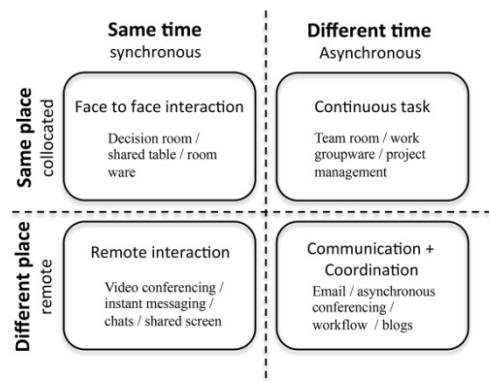 Same time
synchronous
Different time
Asynchronous
Same place
collocated
Face to face interaction
Decision room /
shared table / room
ware
Continuous task
Team room / work
groupware / project
management
Different place
remote
Remote interaction
Video conferencing /
instant messaging /
chats / shared screen
Communication +
Coordination
Email / asynchronous
conferencing /
workflow / blogs